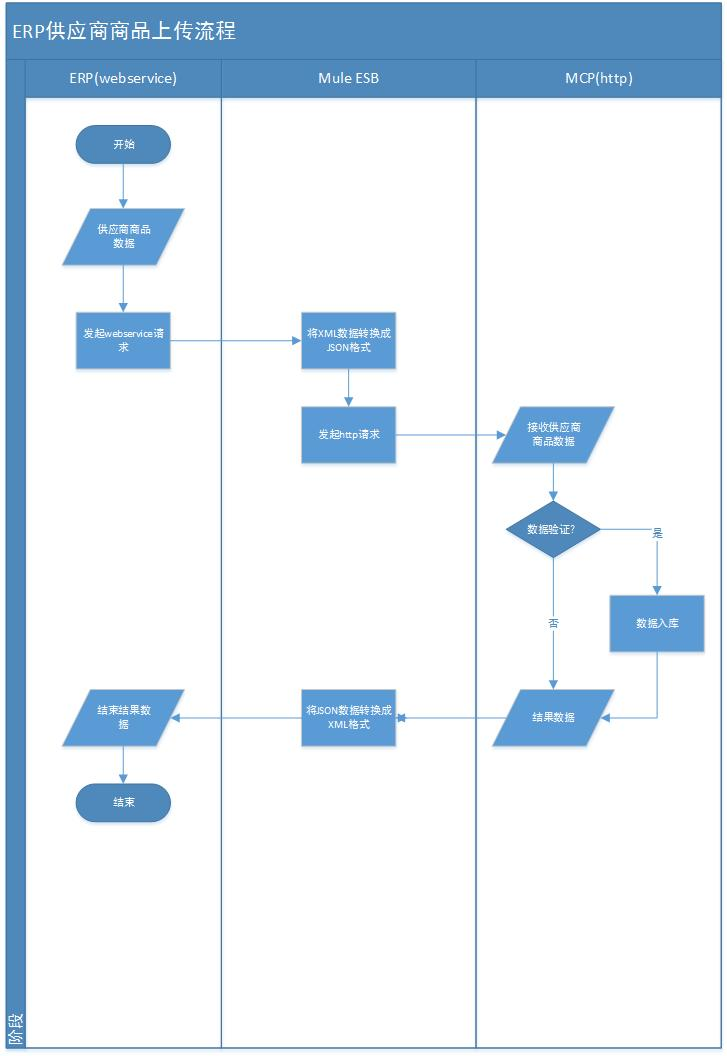 ERP供应商商品上传流程
ERP(webservice)
Mule ESB
MCP(http)
开始
供应商商品
数据
发起webservice请
求
将XML数据转换成
JSON格式
发起http请求
接收供应商
商品数据
数据验证?
是
数据入库
否
结束结果数
据
将JSON数据转换成
XML格式
结果数据
结束
阶段